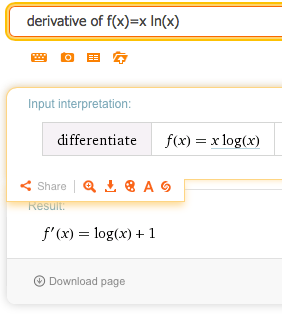 derivative of f(x)=x ln(x)
Input interpretation:
differentiate f(x) = x log(x)
Share A
Result:
f′(x) = log(x) + 1
Download page